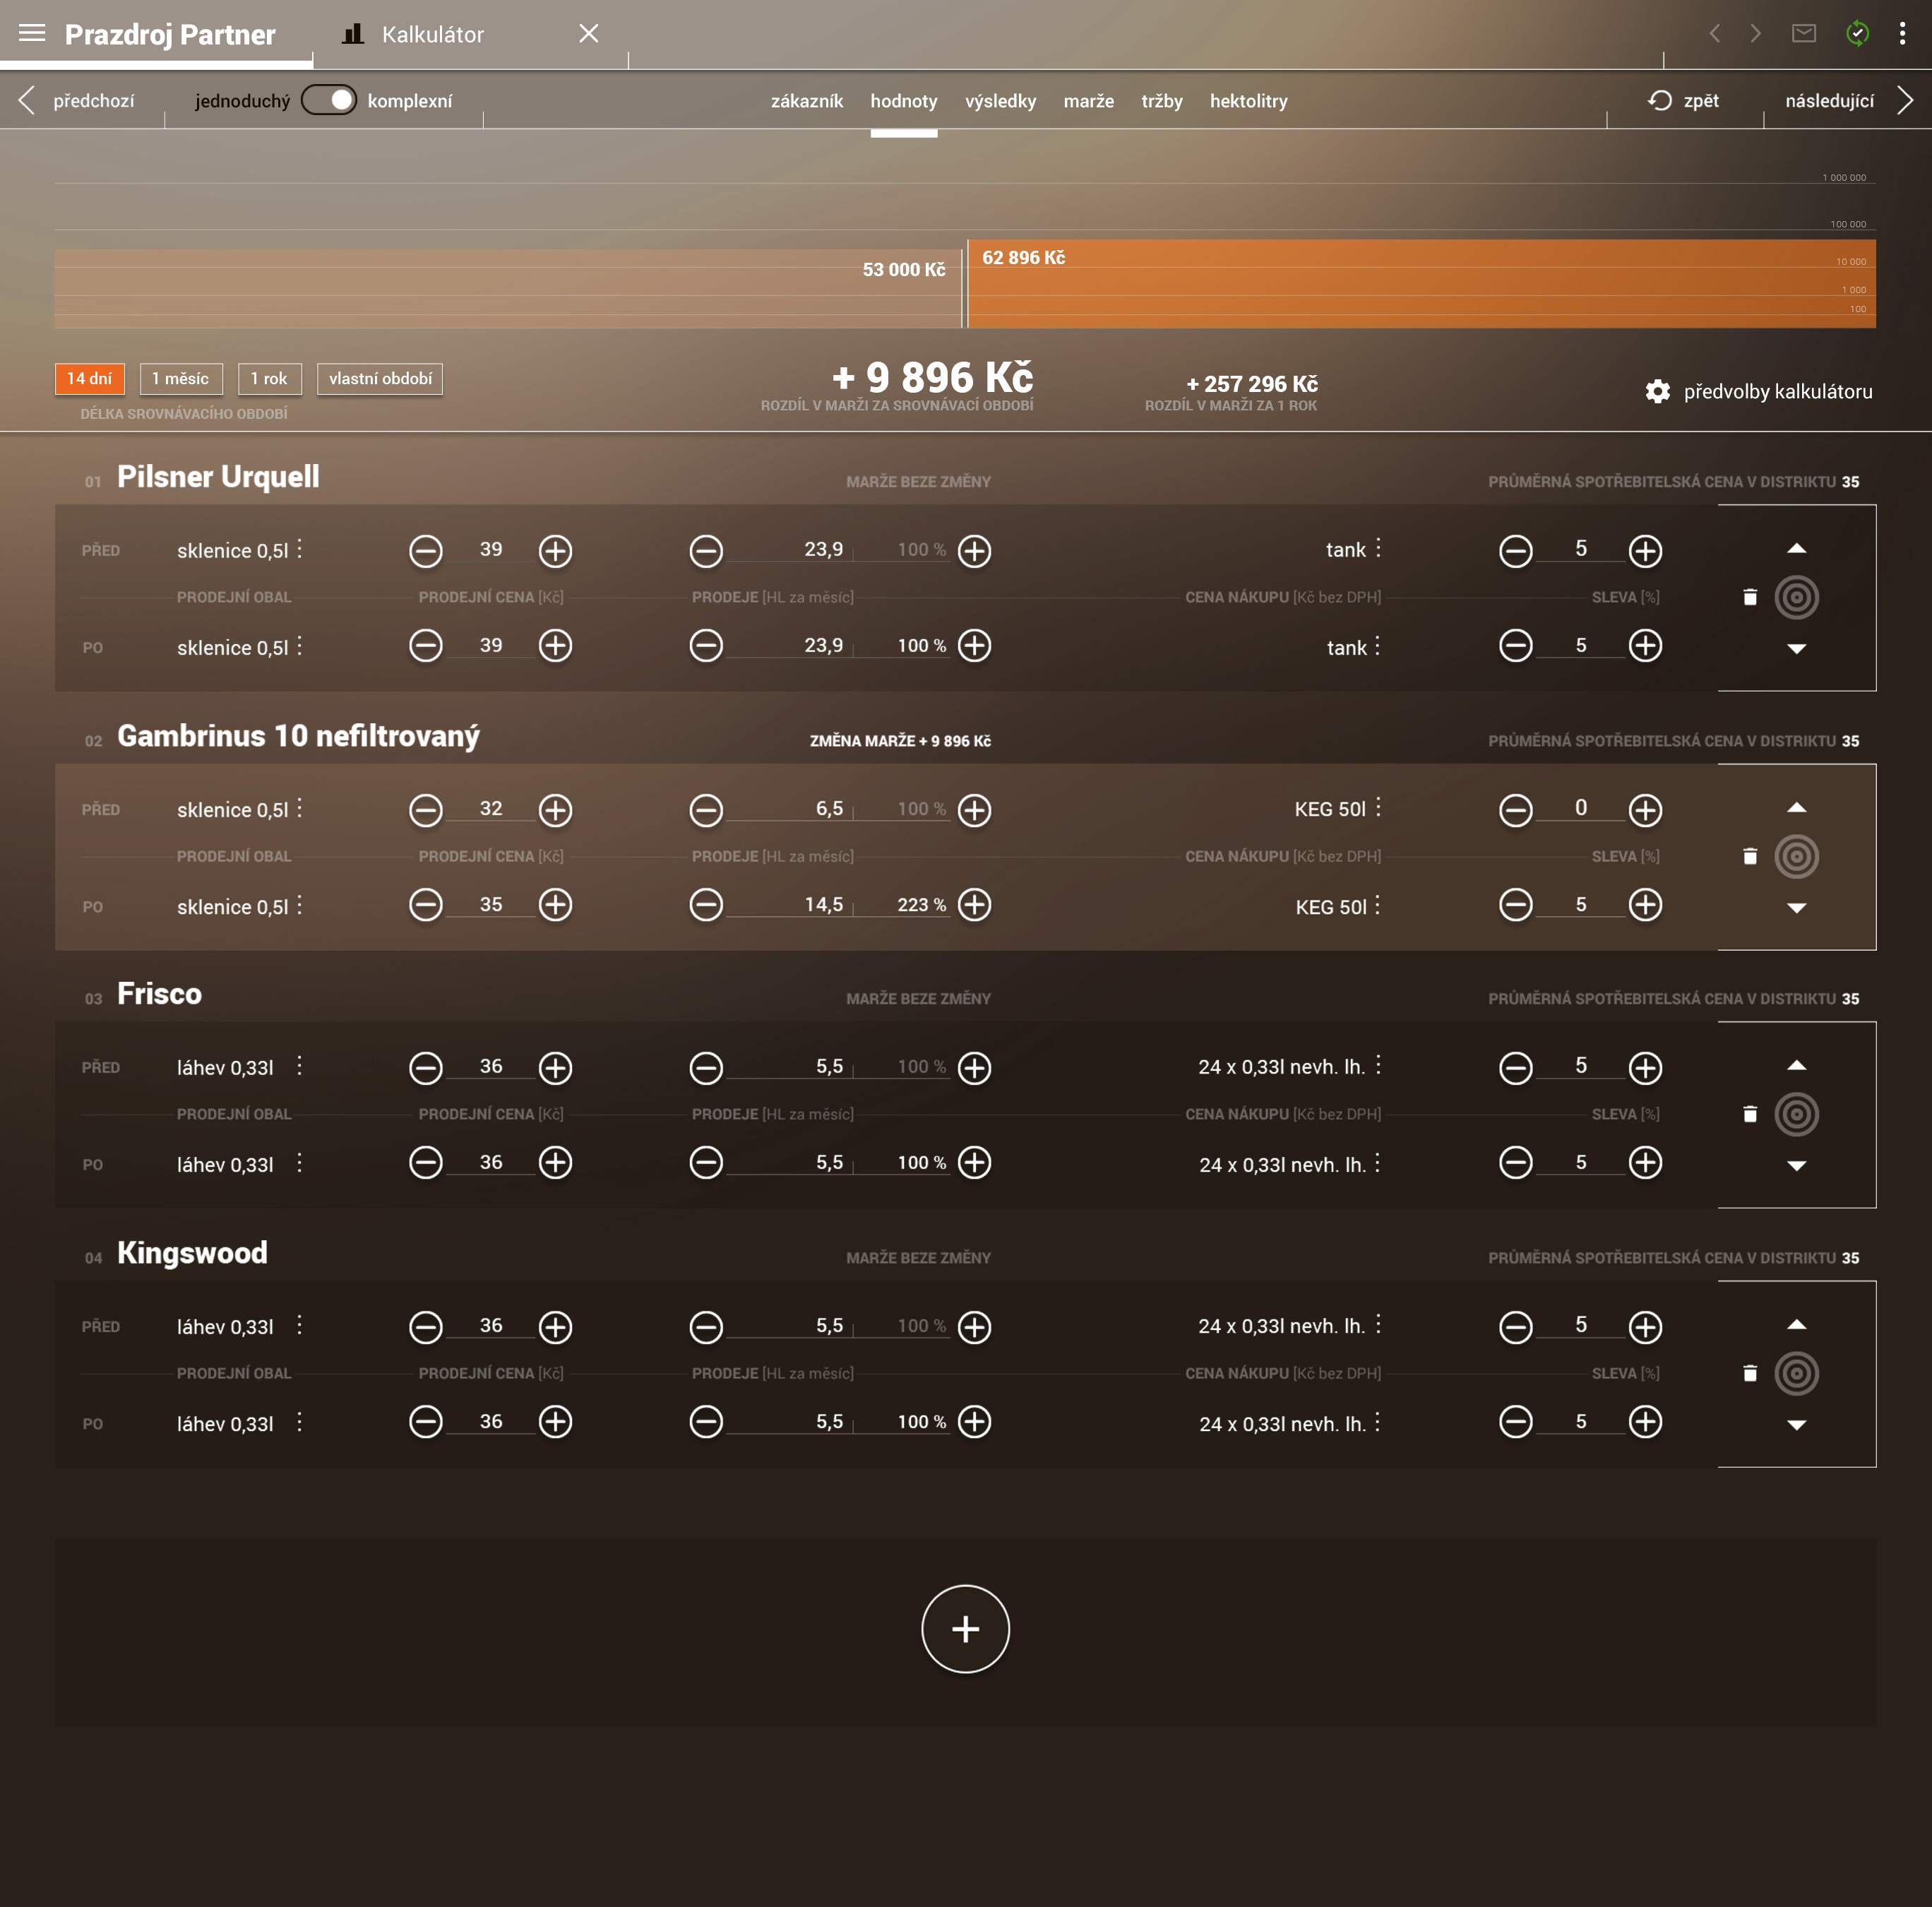 Prazdroj Partner Kalkulátor
předchozí jednoduchý komplexní zákazník hodnoty výsledky marže tržby hektolitry zpět následující
1 000 000
100 000
53 000 Kč 62 896 Kč 10 000
1 000
100
14 dní 1 měsíc 1 rok vlastní období + 9 896 Kč + 257 296 Kč předvolby kalkulátoru
DÉLKA SROVNÁVACÍHO OBDOBÍ ROZDÍL V MARŽI ZA SROVNÁVACÍ OBDOBÍ ROZDÍL V MARŽI ZA 1 ROK
01 Pilsner Urquell MARŽE BEZE ZMĚNY PRŮMĚRNÁ SPOTŘEBITELSKÁ CENA V DISTRIKTU 35
PŘED sklenice 0,5l 39 23,9 100 % tank 5
PRODEJNÍ OBAL PRODEJNÍ CENA [Kč] PRODEJE [HL za měsíc] CENA NÁKUPU [Kč bez DPH] SLEVA [%]
PO sklenice 0,5l 39 23,9 100 % tank 5
02 Gambrinus 10 nefiltrovaný ZMĚNA MARŽE + 9 896 Kč PRŮMĚRNÁ SPOTŘEBITELSKÁ CENA V DISTRIKTU 35
PŘED sklenice 0,5l 32 6,5 100 % KEG 50l 0
PRODEJNÍ OBAL PRODEJNÍ CENA [Kč] PRODEJE [HL za měsíc] CENA NÁKUPU [Kč bez DPH] SLEVA [%]
PO sklenice 0,5l 35 14,5 223 % KEG 50l 5
03 Frisco MARŽE BEZE ZMĚNY PRŮMĚRNÁ SPOTŘEBITELSKÁ CENA V DISTRIKTU 35
PŘED láhev 0,33l 36 5,5 100 % 24 x 0,33l nevh. lh. 5
PRODEJNÍ OBAL PRODEJNÍ CENA [Kč] PRODEJE [HL za měsíc] CENA NÁKUPU [Kč bez DPH] SLEVA [%]
PO láhev 0,33l 36 5,5 100 % 24 x 0,33l nevh. lh. 5
04 Kingswood MARŽE BEZE ZMĚNY PRŮMĚRNÁ SPOTŘEBITELSKÁ CENA V DISTRIKTU 35
PŘED láhev 0,33l 36 5,5 100 % 24 x 0,33l nevh. lh. 5
PRODEJNÍ OBAL PRODEJNÍ CENA [Kč] PRODEJE [HL za měsíc] CENA NÁKUPU [Kč bez DPH] SLEVA [%]
PO láhev 0,33l 36 5,5 100 % 24 x 0,33l nevh. lh. 5